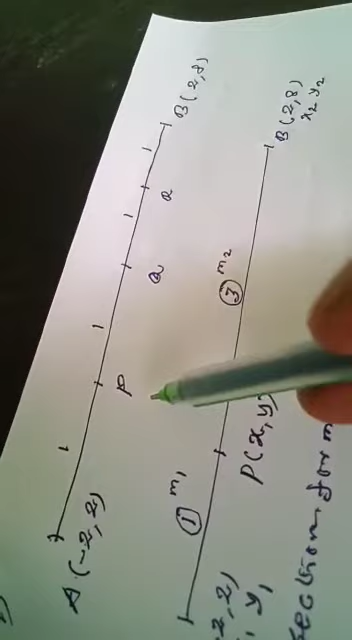 A (-2, 2)
1
P
1
Q
1
R
1
B (2, 8)
① m₁
P(x, y
③ m₂
B (2, 8)
x₂ y₂
2, 2)
y₁
section form